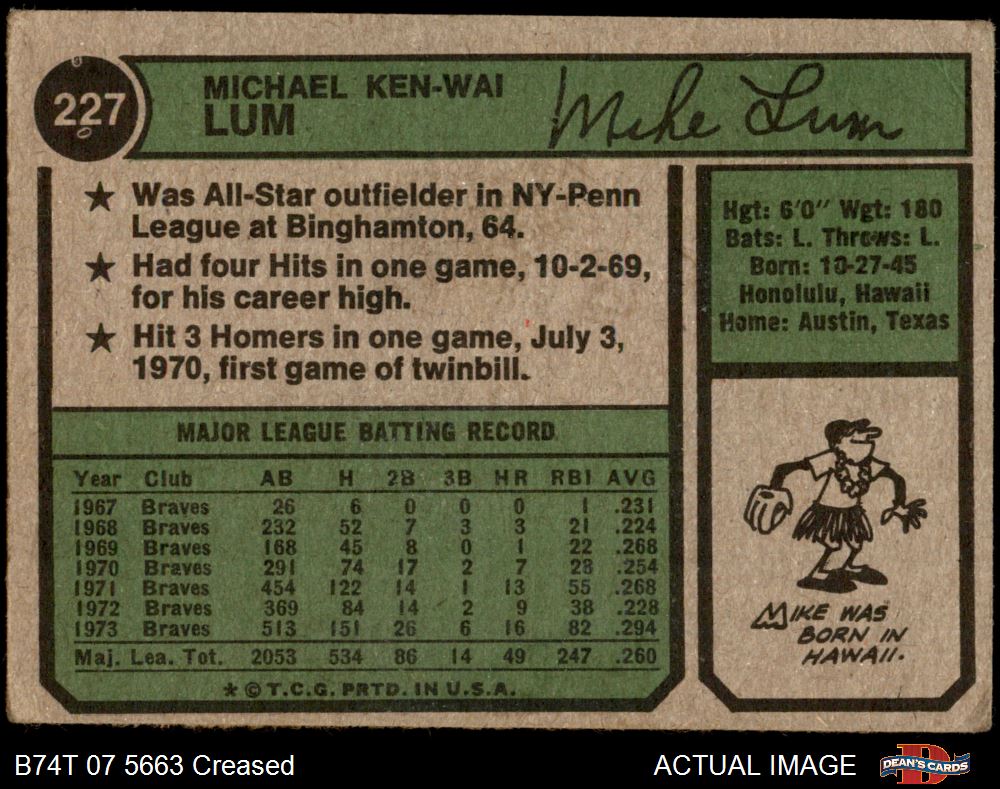 227
MICHAEL KEN-WAI
LUM
Mike Lum
★ Was All-Star outfielder in NY-Penn
League at Binghamton, 64.
★ Had four Hits in one game, 10-2-69,
for his career high.
★ Hit 3 Homers in one game, July 3,
1970, first game of twinbill.
Hgt: 6'0" Wgt: 180
Bats: L. Throws: L.
Born: 10-27-45
Honolulu, Hawaii
Home: Austin, Texas
MAJOR LEAGUE BATTING RECORD
Year Club AB H 2B 3B HR RBI AVG
1967 Braves 26 6 0 0 0 1 .231
1968 Braves 232 52 7 3 3 21 .224
1969 Braves 168 45 8 0 1 22 .268
1970 Braves 291 74 17 2 7 28 .254
1971 Braves 454 122 14 1 13 55 .268
1972 Braves 369 84 14 2 9 38 .228
1973 Braves 513 151 26 6 16 82 .294
Maj. Lea. Tot. 2053 534 86 14 49 247 .260
★ © T.C.G. PRTD. IN U.S.A.
MIKE WAS
BORN IN
HAWAII.
B74T 07 5663 Creased
ACTUAL IMAGE
DEAN'S CARDS